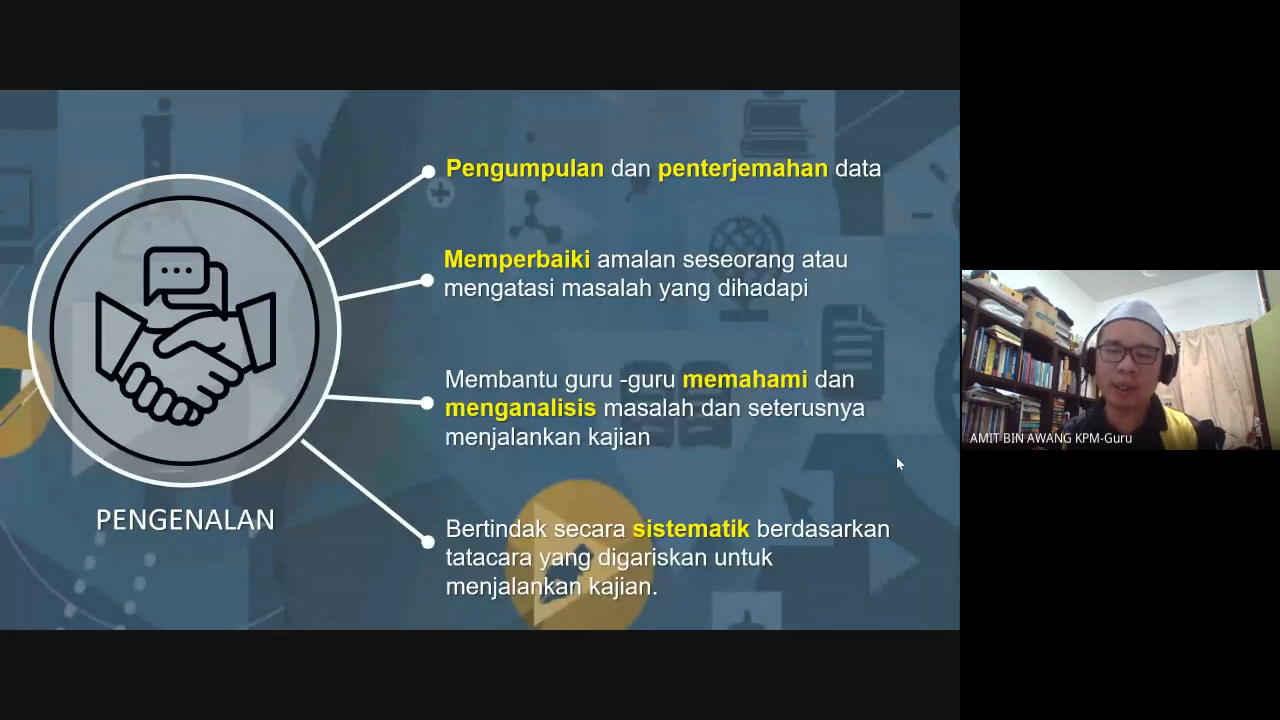 Pengumpulan dan penterjemahan data
Memperbaiki amalan seseorang atau
mengatasi masalah yang dihadapi
Membantu guru -guru memahami dan
menganalisis masalah dan seterusnya
menjalankan kajian
PENGENALAN
Bertindak secara sistematik berdasarkan
tatacara yang digariskan untuk
menjalankan kajian.
AMIT BIN AWANG KPM-Guru